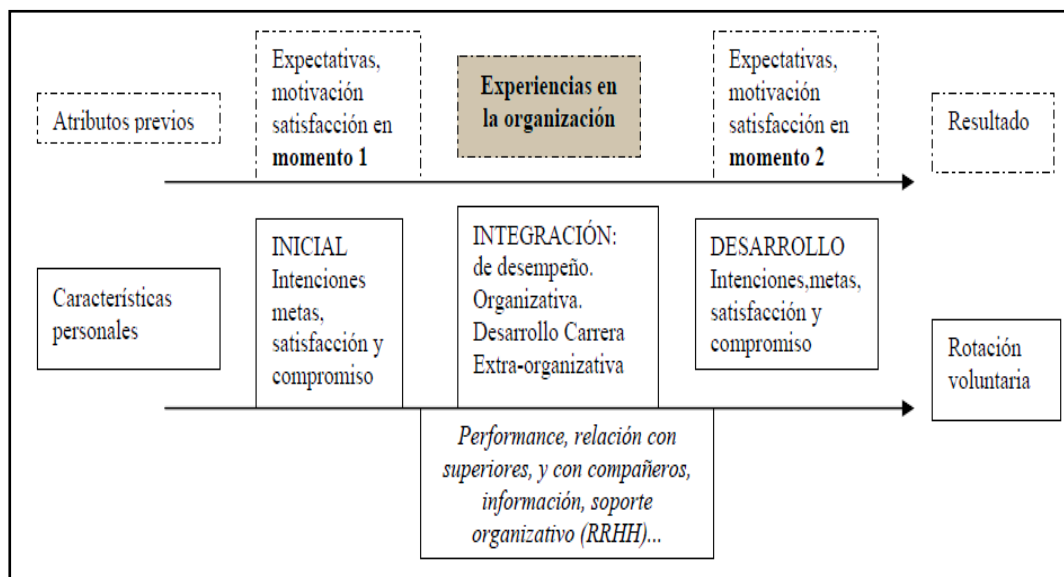 Atributos previos
Expectativas,
motivación
satisfacción en
momento 1
Experiencias en
la organización
Expectativas,
motivación
satisfacción en
momento 2
Resultado
Característícas
personales
INICIAL
Intenciones
metas,
satisfacción y
compromiso
INTEGRACIÓN:
de desempeño.
Organizativa.
Desarrollo Carrera
Extra-organizativa
DESARROLLO
Intenciones,metas,
satisfacción y
compromiso
Rotación
voluntaria
Performance, relación con
superiores, y con compañeros,
información, soporte
organizativo (RRHH)...